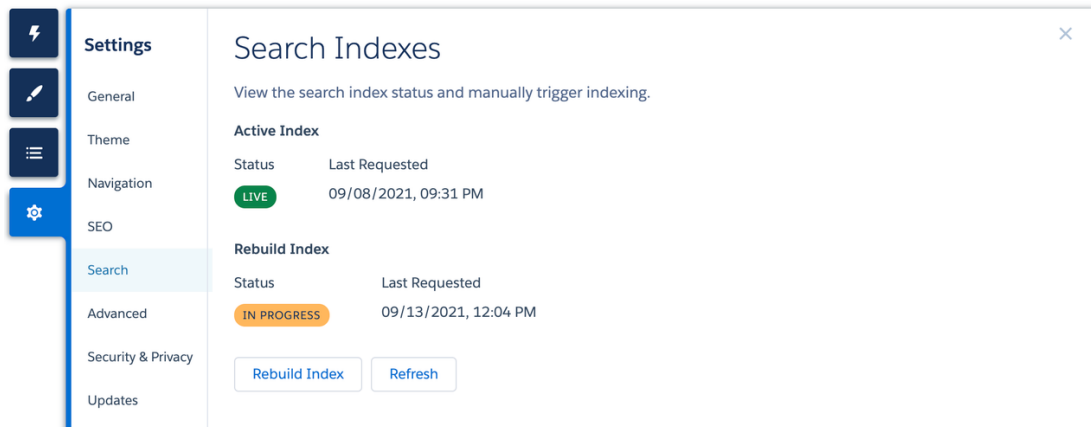 Settings
General
Theme
Navigation
SEO
Search
Advanced
Security & Privacy
Updates
Search Indexes
View the search index status and manually trigger indexing.
Active Index
Status Last Requested
LIVE 09/08/2021, 09:31 PM
Rebuild Index
Status Last Requested
IN PROGRESS 09/13/2021, 12:04 PM
Rebuild Index Refresh